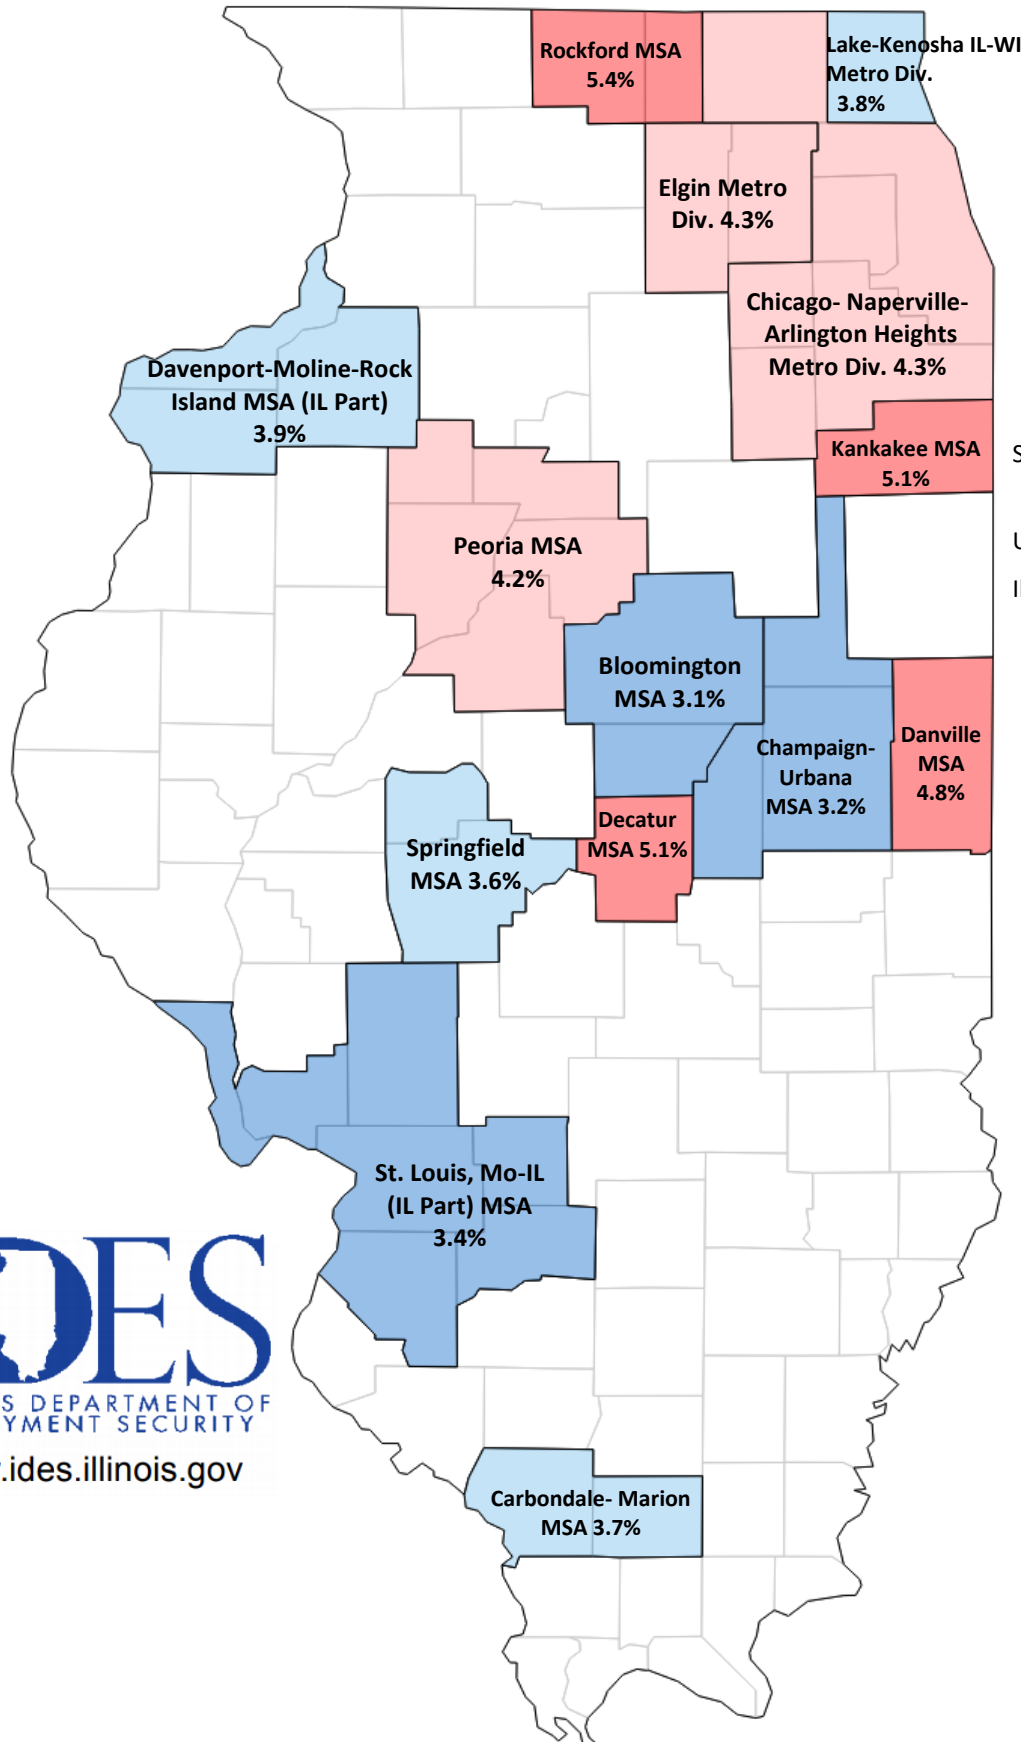 Rockford MSA
5.4%
Lake-Kenosha IL-WI
Metro Div.
3.8%
Elgin Metro
Div. 4.3%
Chicago- Naperville-
Arlington Heights
Metro Div. 4.3%
Davenport-Moline-Rock
Island MSA (IL Part)
3.9%
Kankakee MSA
5.1%
S
U
Peoria MSA
4.2%
Bloomington
MSA 3.1%
Champaign-
Urbana
MSA 3.2%
Danville
MSA
4.8%
Decatur
MSA 5.1%
Springfield
MSA 3.6%
St. Louis, Mo-IL
(IL Part) MSA
3.4%
DES
S DEPARTMENT OF
YMENT SECURITY
.ides.illinois.gov
Carbondale- Marion
MSA 3.7%